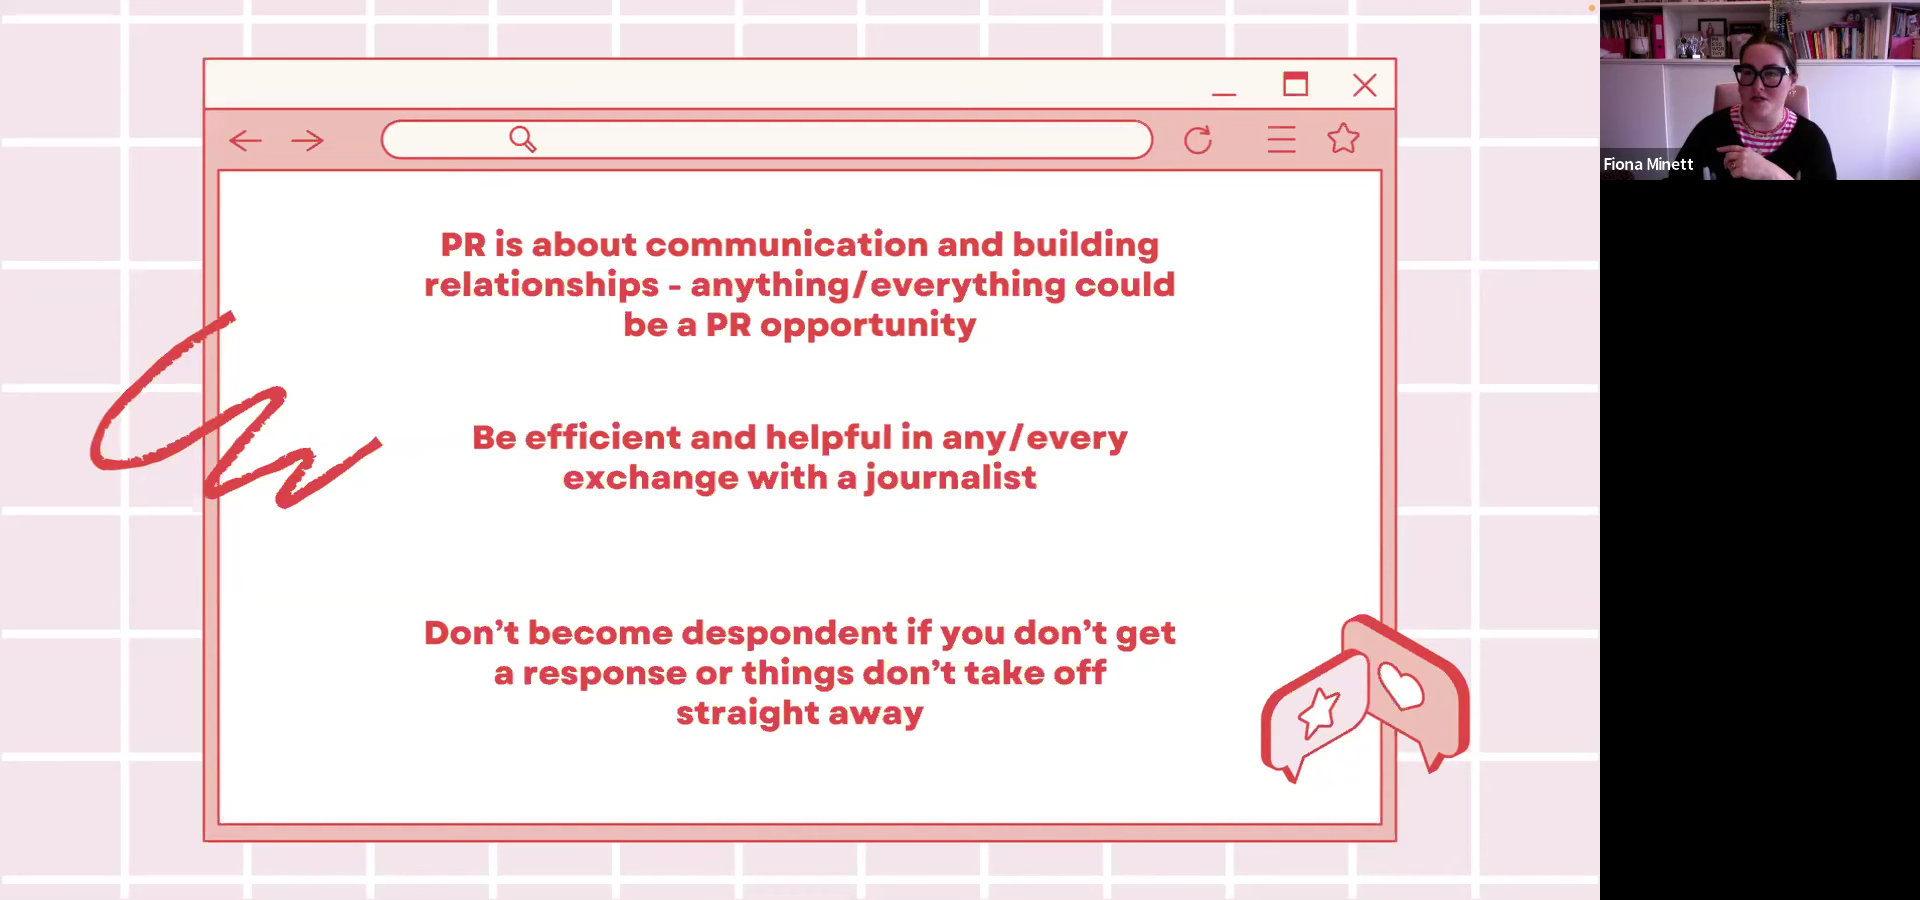 PR is about communication and building
relationships - anything/everything could
be a PR opportunity
Be efficient and helpful in any/every
exchange with a journalist
Don't become despondent if you don't get
a response or things don't take off
straight away
Fiona Minett